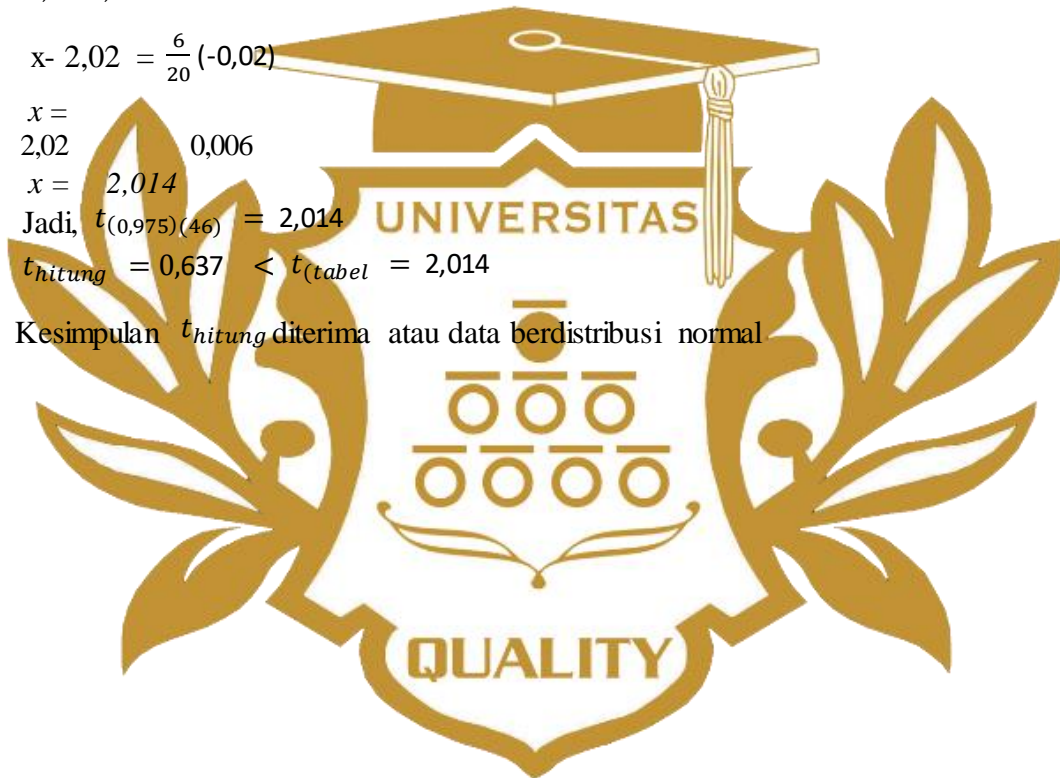 x- 2,02 = 6/20 (-0,02)
x =
2,02 0,006
x = 2,014
Jadi, t(0,975)(46) = 2,014
UNIVERSITAS
thitung = 0,637 < t(tabel = 2,014
Kesimpulan thitung diterima atau data berdistribusi normal
QUALITY